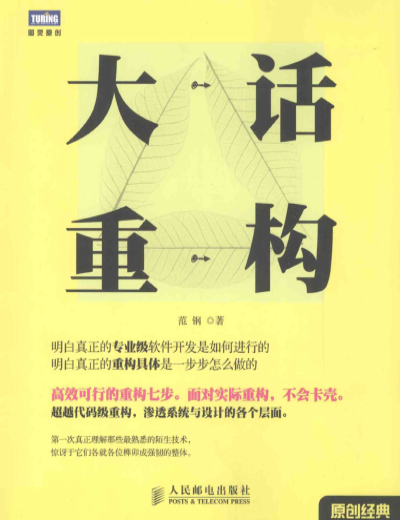 TURING
图灵原创
大话
重构
范 钢 ◎著
明白真正的专业级软件开发是如何进行的
明白真正的重构具体是一步步怎么做的
高效可行的重构七步。面对实际重构，不会卡壳。
超越代码级重构，渗透系统与设计的各个层面。
第一次真正理解那些最熟悉的陌生技术，
惊讶于它们各就各位榫卯成强韧的整体。
人民邮电出版社
POSTS & TELECOM PRESS
原创经典